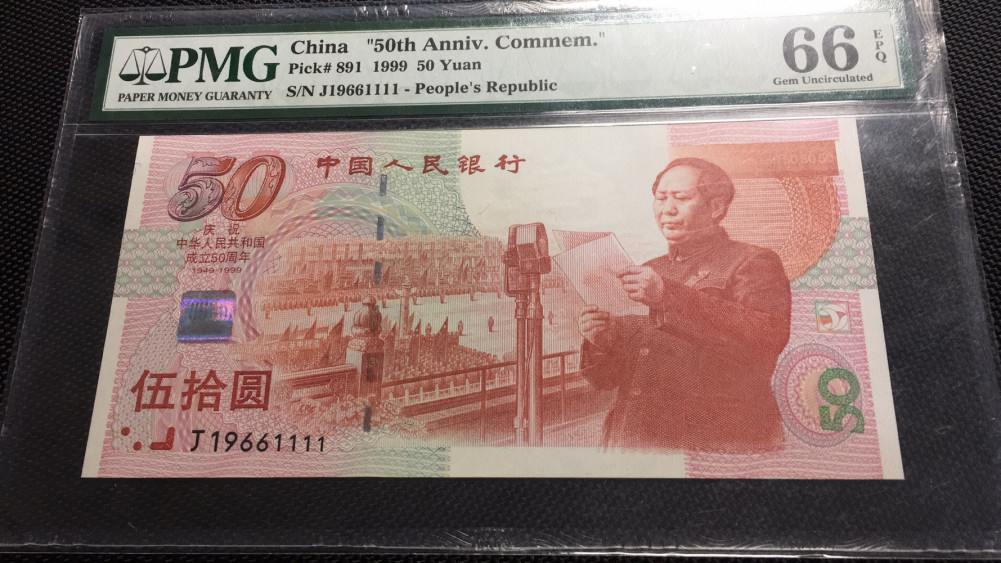 PMG
PAPER MONEY GUARANTY
China "50th Anniv. Commem."
Pick# 891 1999 50 Yuan
S/N J19661111 - People's Republic
66
EPQ
Gem Uncirculated
50
中国人民银行
庆祝
中华人民共和国
成立50周年
1949-1999
伍拾圆
J19661111
50